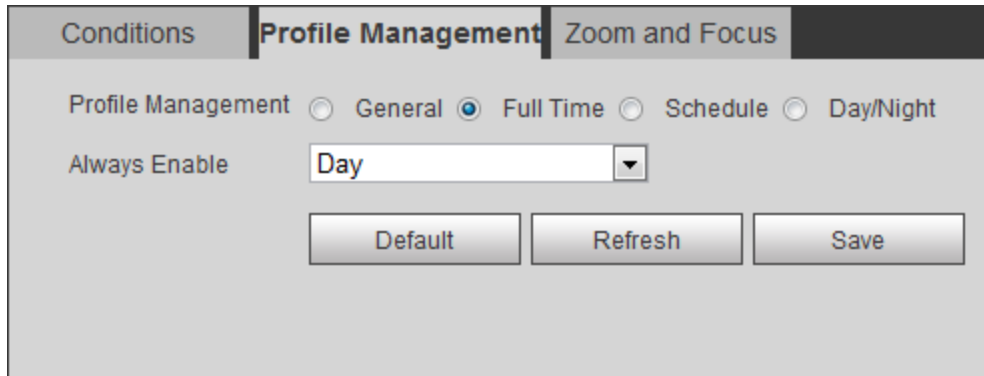 Conditions Profile Management Zoom and Focus
Profile Management General Full Time Schedule Day/Night
Always Enable Day
Default Refresh Save